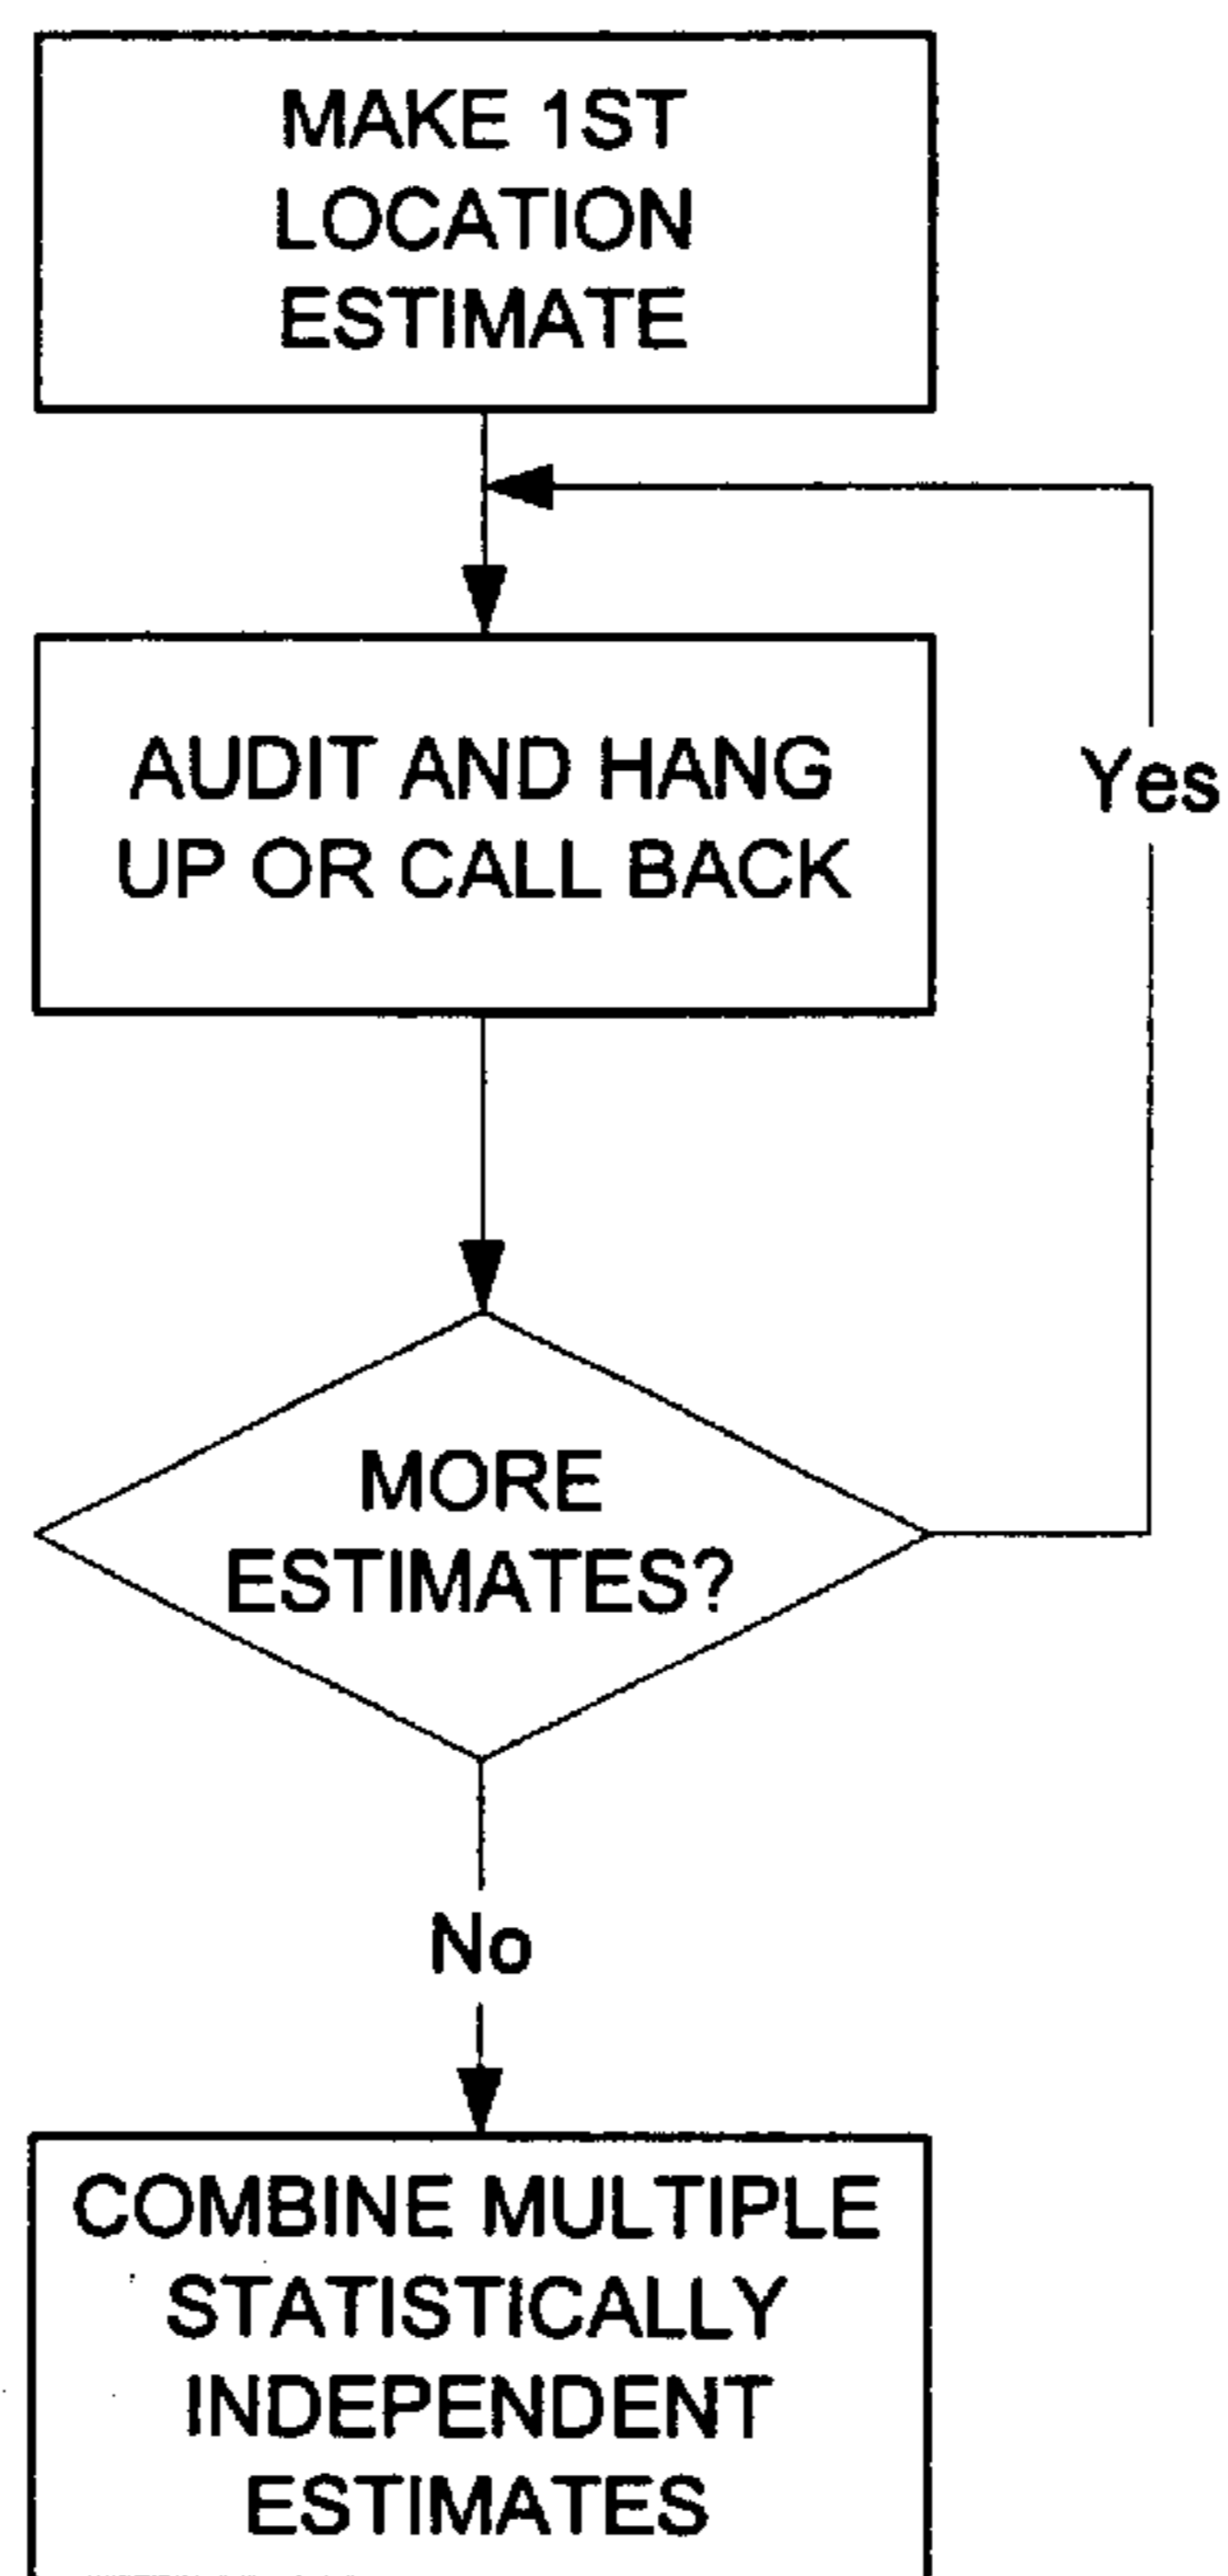 MAKE 1ST
LOCATION
ESTIMATE
AUDIT AND HANG
UP OR CALL BACK
Yes
MORE
ESTIMATES?
No
COMBINE MULTIPLE
STATISTICALLY
INDEPENDENT
ESTIMATES